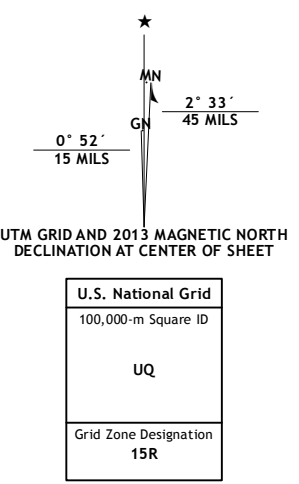 ★
MN
2° 33´
GN
45 MILS
0° 52´
15 MILS
UTM GRID AND 2013 MAGNETIC NORTH
DECLINATION AT CENTER OF SHEET
U.S. National Grid
100,000-m Square ID
UQ
Grid Zone Designation
15R